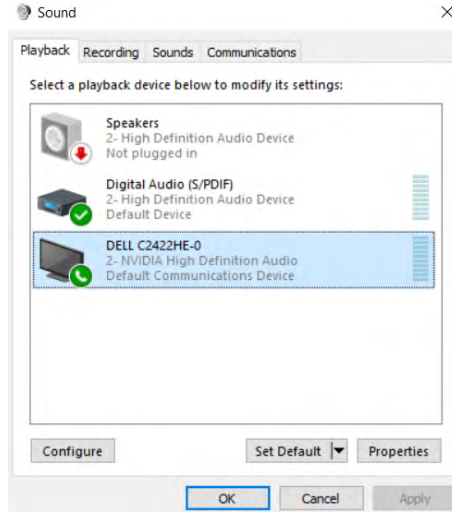 Sound
Playback Recording Sounds Communications
Select a playback device below to modify its settings:
Speakers
2- High Definition Audio Device
Not plugged in
Digital Audio (S/PDIF)
2- High Definition Audio Device
Default Device
DELL C2422HE-0
2- NVIDIA High Definition Audio
Default Communications Device
Configure Set Default Properties
OK Cancel Apply